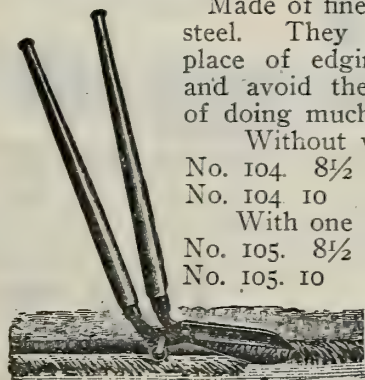 Made of fine
steel. They
place of edgin
and avoid the
of doing much
Without
No. 104. 8½
No. 104 10
With one
No. 105. 8½
No. 105. 10